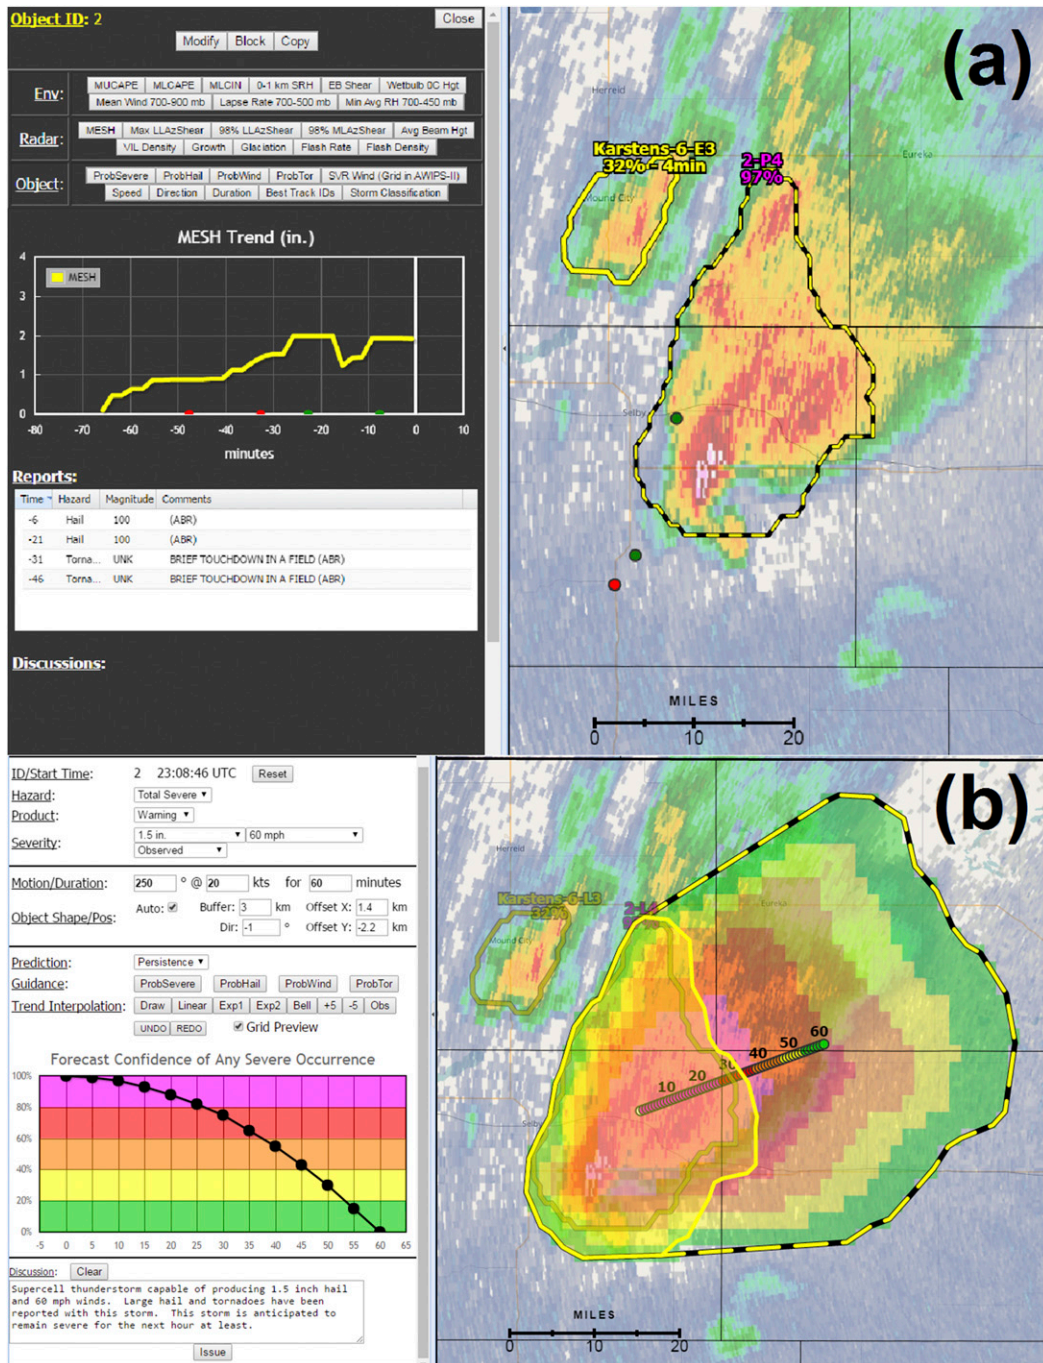 Object ID: 2
Close
Modify Block Copy
Env:
MUCAPE MLCAPE MLCIN 0-1 km SRH EB Shear Wetbulb 0C Hgt
Mean Wind 700-900 mb Lapse Rate 700-500 mb Min Avg RH 700-450 mb
Radar:
MESH Max LLAzShear 98% LLAzShear 98% MLAzShear Avg Beam Hgt
VIL Density Growth Glaciation Flash Rate Flash Density
Object:
ProbSevere ProbHail ProbWind ProbTor SVR Wind (Grid in AWIPS-II)
Speed Direction Duration Best Track IDs Storm Classification
MESH Trend (in.)
MESH
4
3
2
1
0
-80 -70 -60 -50 -40 -30 -20 -10 0 10
minutes
Reports:
Time Hazard Magnitude Comments
-6 Hail 100 (ABR)
-21 Hail 100 (ABR)
-31 Torna... UNK BRIEF TOUCHDOWN IN A FIELD (ABR)
-46 Torna... UNK BRIEF TOUCHDOWN IN A FIELD (ABR)
Discussions:
(a)
Herreld
Eureka
Karstens-6-E3
32% - 4min
2-P4
97%
Mound City
Selby
MILES
0 10 20
ID/Start Time: 2 23:08:46 UTC Reset
Hazard: Total Severe
Product: Warning
Severity: 1.5 in. 60 mph
Observed
Motion/Duration: 250 ° @ 20 kts for 60 minutes
Object Shape/Pos: Auto: Buffer: 3 km Offset X: 1.4 km
Dir: -1 ° Offset Y: -2.2 km
Prediction: Persistence
Guidance: ProbSevere ProbHail ProbWind ProbTor
Trend Interpolation: Draw Linear Exp1 Exp2 Bell +5 -5 Obs
UNDO REDO Grid Preview
Forecast Confidence of Any Severe Occurrence
100%
80%
60%
40%
20%
0%
-5 0 5 10 15 20 25 30 35 40 45 50 55 60 65
Discussion: Clear
Supercell thunderstorm capable of producing 1.5 inch hail
and 60 mph winds. Large hail and tornadoes have been
reported with this storm. This storm is anticipated to
remain severe for the next hour at least.
Issue
(b)
Herreld
Eureka
Karstens-6-L3
32%
2-L4
Mound City
Selby
10 20 30 40 50 60
MILES
0 10 20